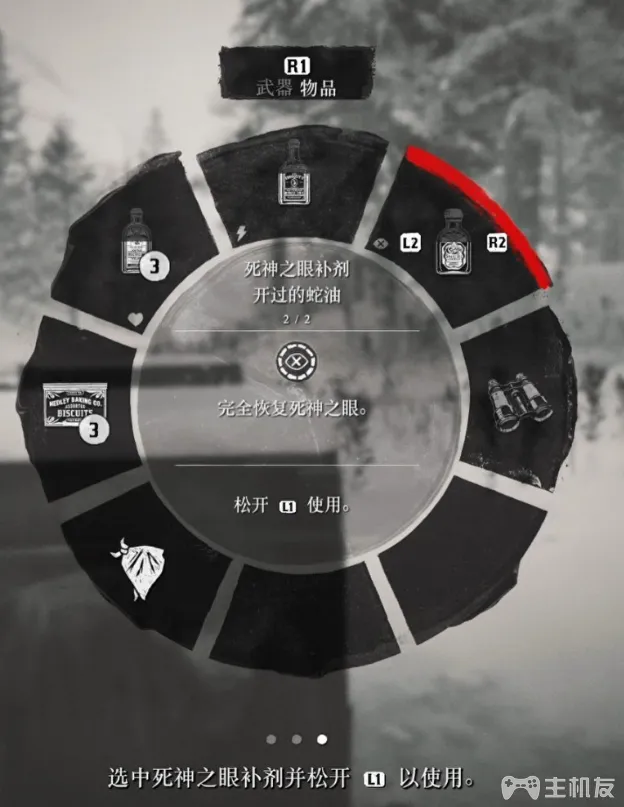 R1
武器 物品
L2
R2
3
死神之眼补剂
开过的蛇油
2 / 2
HEDLEY BAKING CO.
ASSORTED
BISCUITS
3
完全恢复死神之眼。
松开 L1 使用。
选中死神之眼补剂并松开 L1 以使用。
主机友